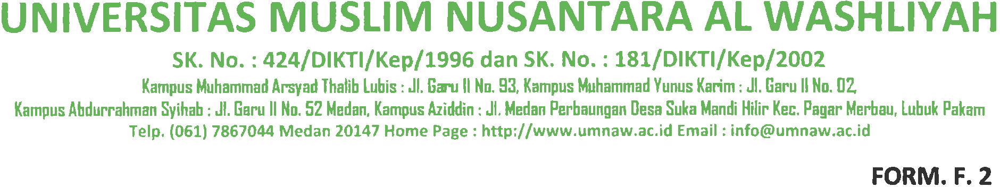 UNIVERSITAS MUSLIM NUSANTARA AL WASHLIYAH
SK. No. : 424/DIKTI/Kep/1996 dan SK. No. : 181/DIKTI/Kep/2002
Kampus Muhammad Arsyad Thalib Lubis : Jl. Garu II No. 93, Kampus Muhammad Yunus Karim : Jl. Garu II No. 02,
Kampus Abdurrahman Syihab : Jl. Garu II No. 52 Medan, Kampus Aziddin : Jl. Medan Perbaungan Desa Suka Mandi Hilir Kec. Pagar Merbau, Lubuk Pakam
Telp. (061) 7867044 Medan 20147 Home Page : http://www.umnaw.ac.id Email : info@umnaw.ac.id
FORM. F. 2